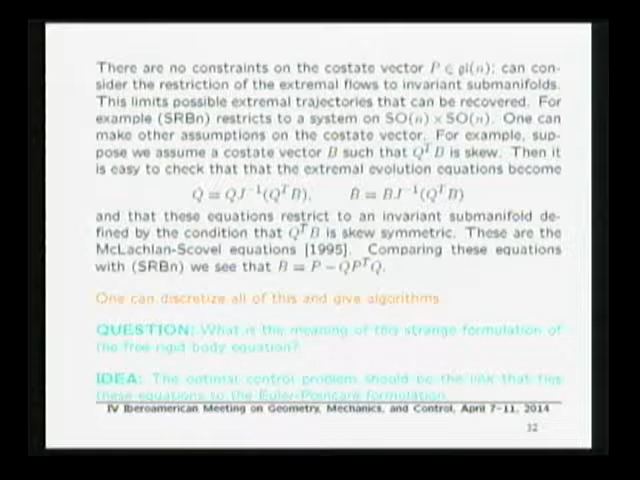 There are no constraints on the costate vector P ∈ gl(n); can con-
sider the restriction of the extremal flows to invariant submanifolds.
This limits possible extremal trajectories that can be recovered. For
example (SRBn) restricts to a system on SO(n) × SO(n). One can
make other assumptions on the costate vector. For example, sup-
pose we assume a costate vector B such that Q^T B is skew. Then it
is easy to check that that the extremal evolution equations become
Q̇ = QJ^{-1}(Q^T B), Ḃ = BJ^{-1}(Q^T B)
and that these equations restrict to an invariant submanifold de-
fined by the condition that Q^T B is skew symmetric. These are the
McLachlan-Scovel equations [1995]. Comparing these equations
with (SRBn) we see that B = P − QP^T Q.
One can discretize all of this and give algorithms
QUESTION: What is the meaning of this strange formulation of
the free rigid body equation?
IDEA: The optimal control problem should be the link that ties
these equations to the Euler-Poincare formulation.
IV Iberoamerican Meeting on Geometry, Mechanics, and Control, April 7–11, 2014
32